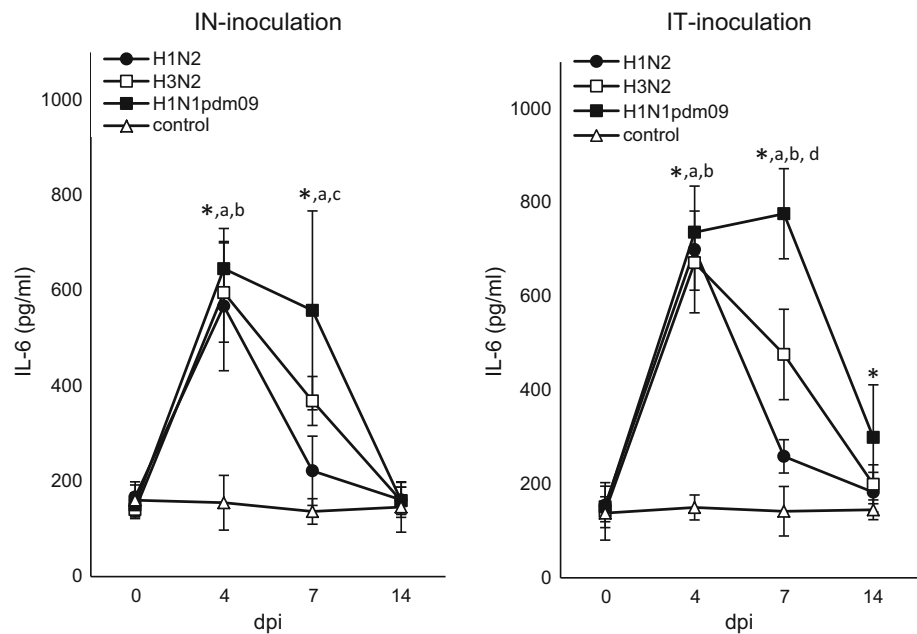 IN-inoculation
H1N2
H3N2
H1N1pdm09
control
1000
800
600
400
200
0
IL-6 (pg/ml)
*,a,b
*,a,c
0 4 7 14
dpi
IT-inoculation
H1N2
H3N2
H1N1pdm09
control
1000
800
600
400
200
0
IL-6 (pg/ml)
*,a,b
*,a,b, d
*
0 4 7 14
dpi